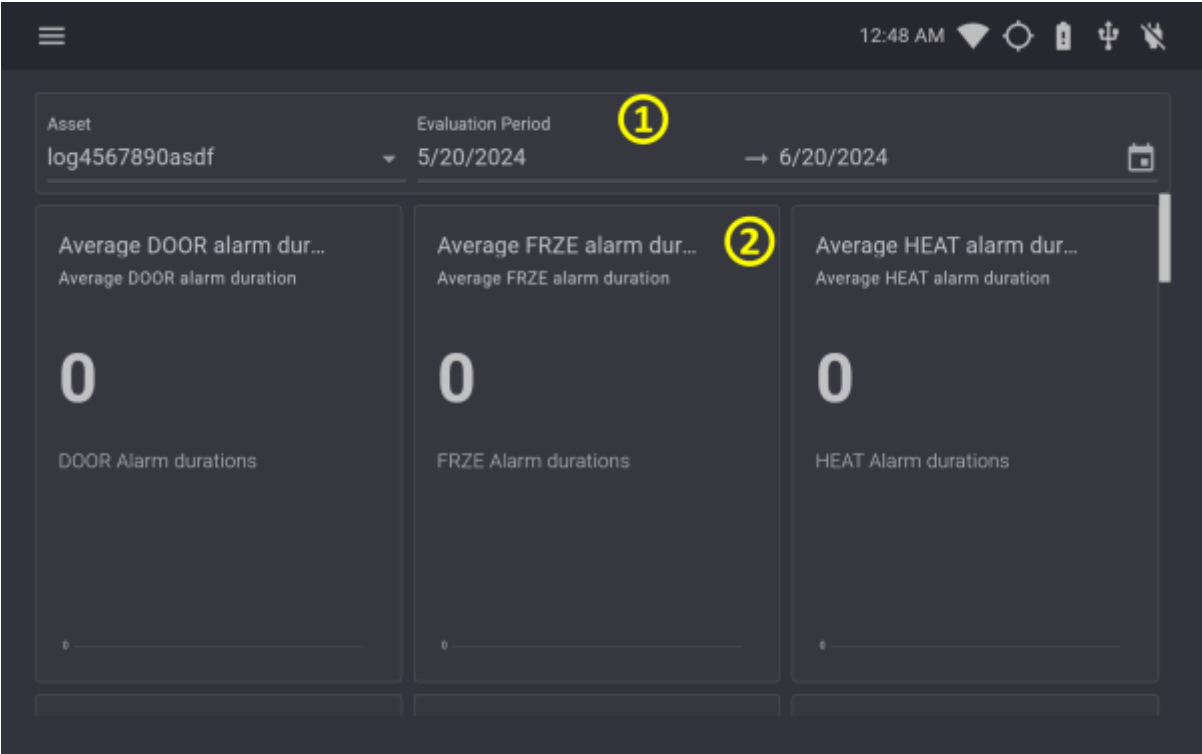 12:48 AM
1
Asset
Evaluation Period
log4567890asdf
5/20/2024 → 6/20/2024
2
Average DOOR alarm dur...
Average DOOR alarm duration
0
DOOR Alarm durations
0
Average FRZE alarm dur...
Average FRZE alarm duration
0
FRZE Alarm durations
0
Average HEAT alarm dur...
Average HEAT alarm duration
0
HEAT Alarm durations
0